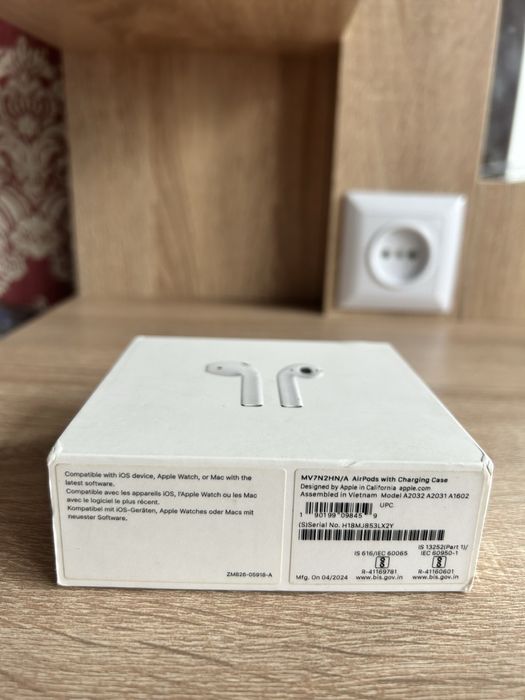 Compatible with iOS device, Apple Watch, or Mac with the
latest software.
Compatible avec les appareils iOS, l'Apple Watch ou les Mac
avec le logiciel le plus récent.
Kompatibel mit iOS-Geräten, Apple Watches oder Macs mit
neuester Software.
ZM826-05918-A
MV7N2HN/A AirPods with Charging Case
Designed by Apple in California apple.com
Assembled in Vietnam Model A2032 A2031 A1602
UPC
1 90199 09845 9
(S)Serial No. H18MJ853LX2Y
IS 616/IEC 60065
R-41169781
www.bis.gov.in
IS 13252(Part 1)/
IEC 60950-1
R-41160601
www.bis.gov.in
Mfg. On 04/2024